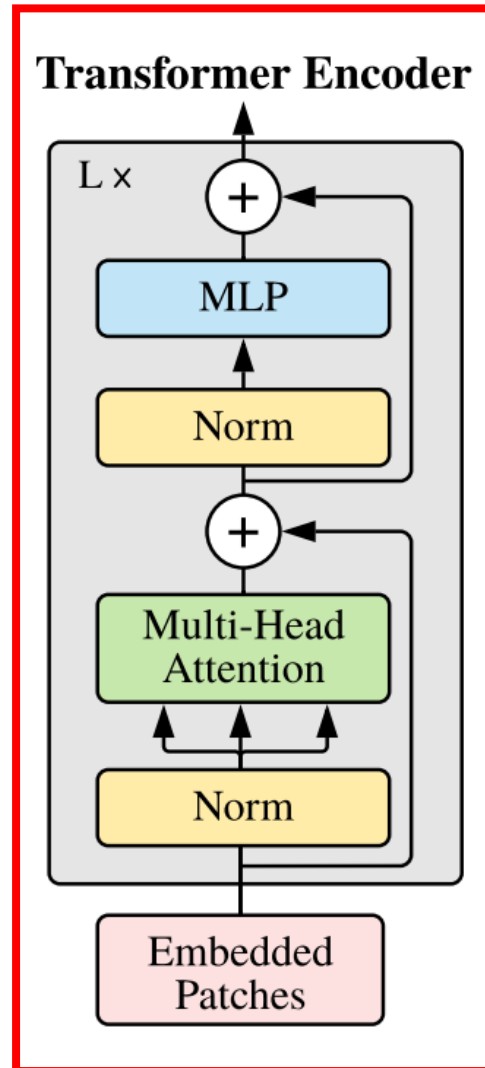 Transformer Encoder
L ×
+
MLP
Norm
+
Multi-Head
Attention
Norm
Embedded
Patches